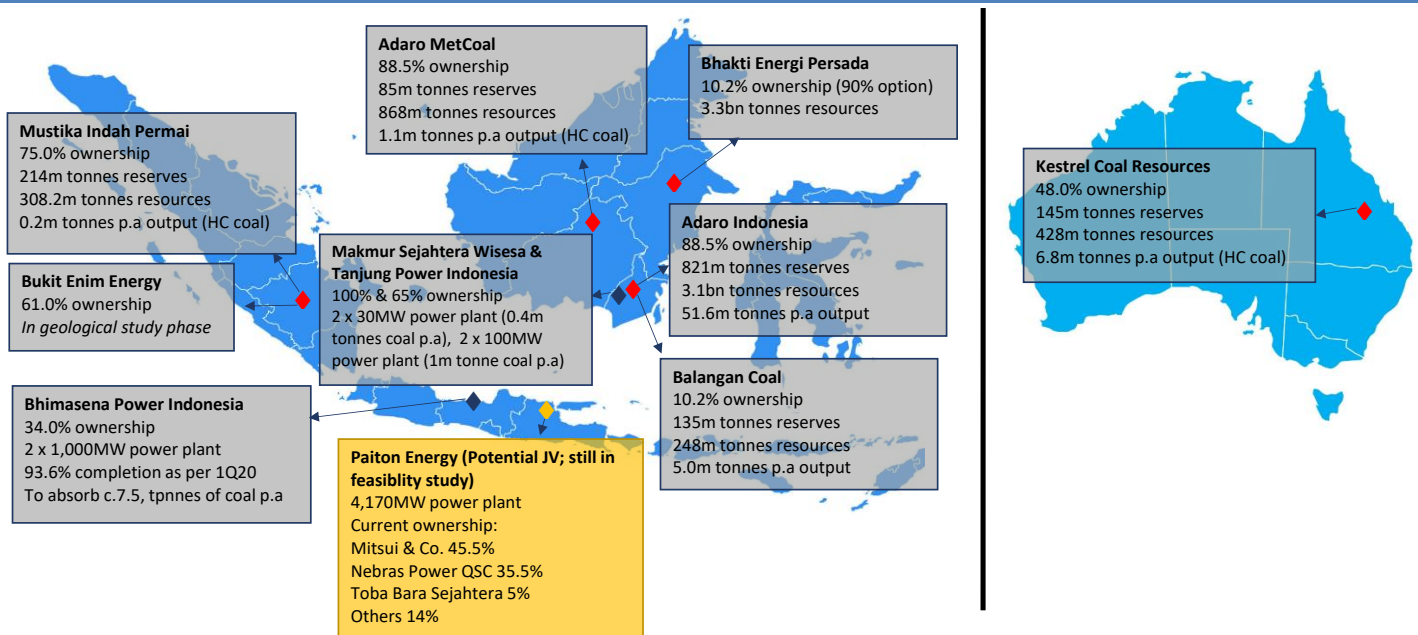 Adaro MetCoal
88.5% ownership
85m tonnes reserves
868m tonnes resources
1.1m tonnes p.a output (HC coal)
Bhakti Energi Persada
10.2% ownership (90% option)
3.3bn tonnes resources
Mustika Indah Permai
75.0% ownership
214m tonnes reserves
308.2m tonnes resources
0.2m tonnes p.a output (HC coal)
Kestrel Coal Resources
48.0% ownership
145m tonnes reserves
428m tonnes resources
6.8m tonnes p.a output (HC coal)
Adaro Indonesia
88.5% ownership
821m tonnes reserves
3.1bn tonnes resources
51.6m tonnes p.a output
Makmur Sejahtera Wisesa &
Tanjung Power Indonesia
100% & 65% ownership
2 x 30MW power plant (0.4m
tonnes coal p.a),  2 x 100MW
power plant (1m tonne coal p.a)
Bukit Enim Energy
61.0% ownership
In geological study phase
Balangan Coal
10.2% ownership
135m tonnes reserves
248m tonnes resources
5.0m tonnes p.a output
Bhimasena Power Indonesia
34.0% ownership
2 x 1,000MW power plant
93.6% completion as per 1Q20
To absorb c.7.5, tpnnes of coal p.a
Paiton Energy (Potential JV; still in
feasiblity study)
4,170MW power plant
Current ownership:
Mitsui & Co. 45.5%
Nebras Power QSC 35.5%
Toba Bara Sejahtera 5%
Others 14%